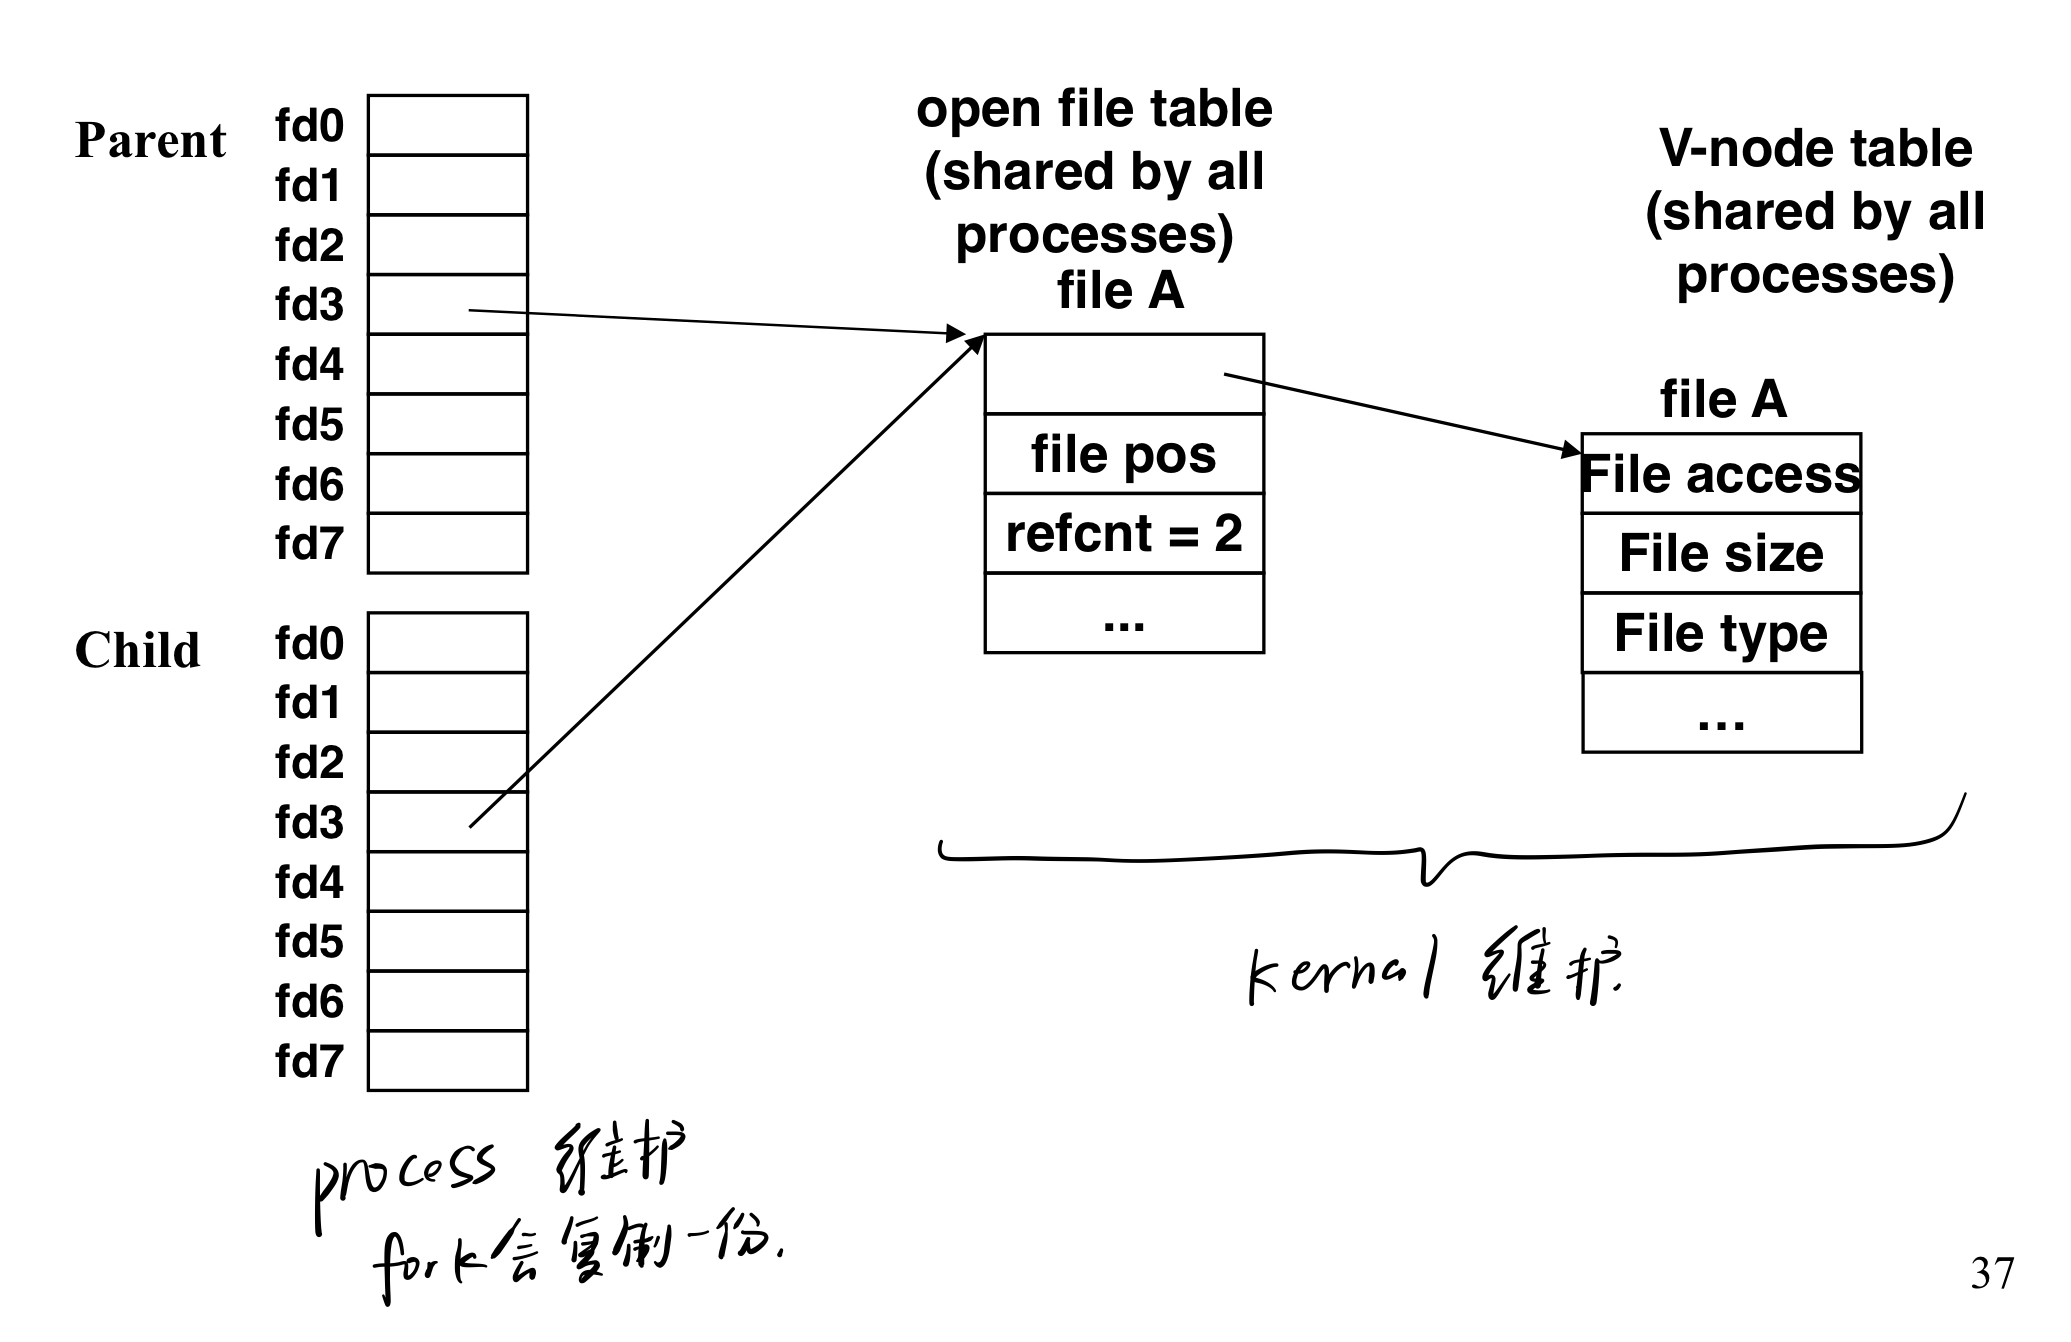 Parent
fd0
fd1
fd2
fd3
fd4
fd5
fd6
fd7
Child
fd0
fd1
fd2
fd3
fd4
fd5
fd6
fd7
process 维护
fork会复制一份.
open file table
(shared by all
processes)
file A
file pos
refcnt = 2
...
V-node table
(shared by all
processes)
file A
File access
File size
File type
...
kernal 维护.
37